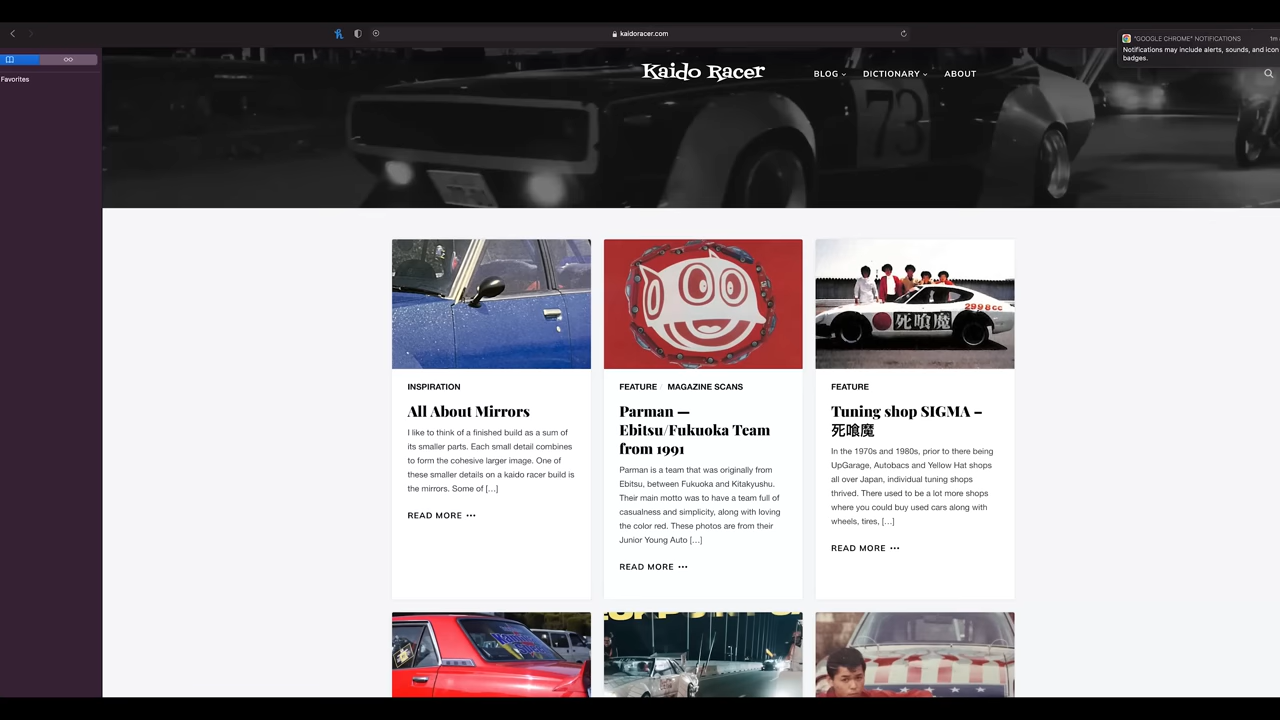 kaidoracer.com
"GOOGLE CHROME" NOTIFICATIONS
Notifications may include alerts, sounds, and icon
badges.
Favorites
Kaido Racer
BLOG
DICTIONARY
ABOUT
73
2998cc
死喰魔
INSPIRATION
All About Mirrors
I like to think of a finished build as a sum of
its smaller parts. Each small detail combines
to form the cohesive larger image. One of
these smaller details on a kaido racer build is
the mirrors. Some of […]
READ MORE •••
FEATURE / MAGAZINE SCANS
Parman —
Ebitsu/Fukuoka Team
from 1991
Parman is a team that was originally from
Ebitsu, between Fukuoka and Kitakyushu.
Their main motto was to have a team full of
casualness and simplicity, along with loving
the color red. These photos are from their
Junior Young Auto […]
READ MORE •••
FEATURE
Tuning shop SIGMA –
死喰魔
In the 1970s and 1980s, prior to there being
UpGarage, Autobacs and Yellow Hat shops
all over Japan, individual tuning shops
thrived. There used to be a lot more shops
where you could buy used cars along with
wheels, tires, […]
READ MORE •••